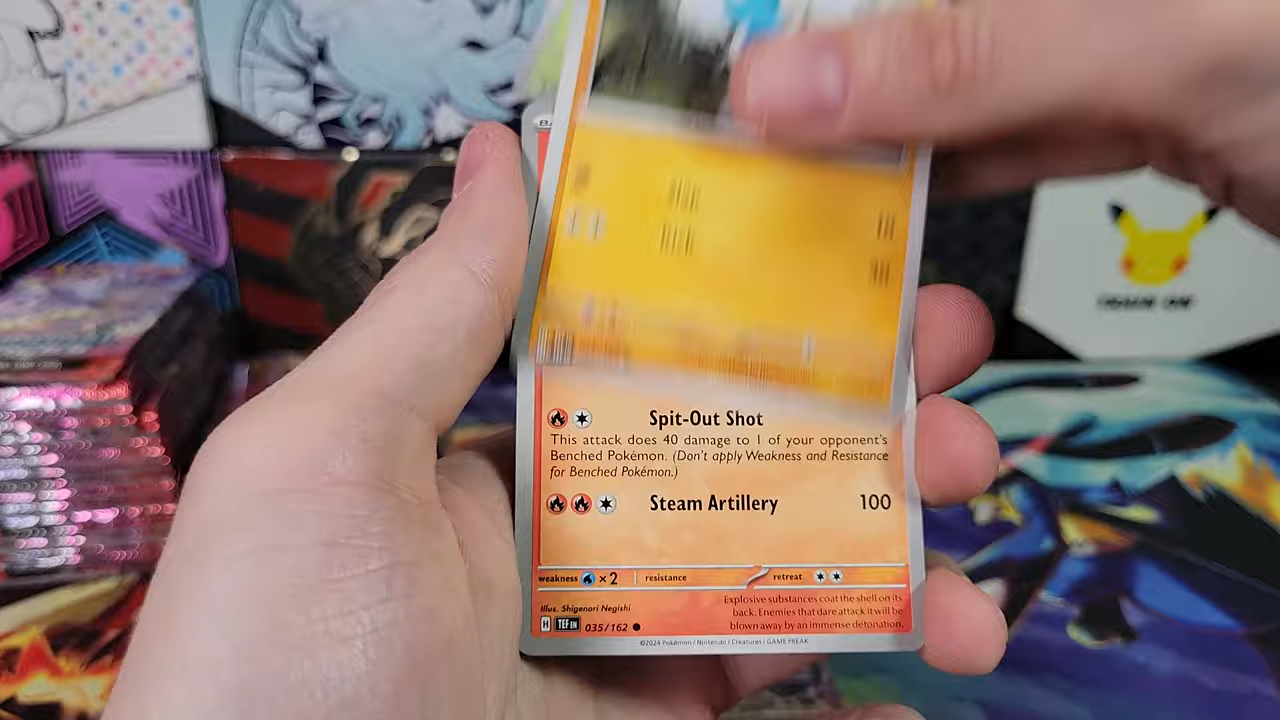 BA
Spit-Out Shot
This attack does 40 damage to 1 of your opponent's
Benched Pokémon. (Don't apply Weakness and Resistance
for Benched Pokémon.)
Steam Artillery 100
weakness ×2 resistance retreat
Illus. Shigenori Negishi
Explosive substances coat the shell on its
back. Enemies that dare attack it will be
blown away by an immense detonation.
H TEF EN 035/162
©2024 Pokémon / Nintendo / Creatures / GAME FREAK